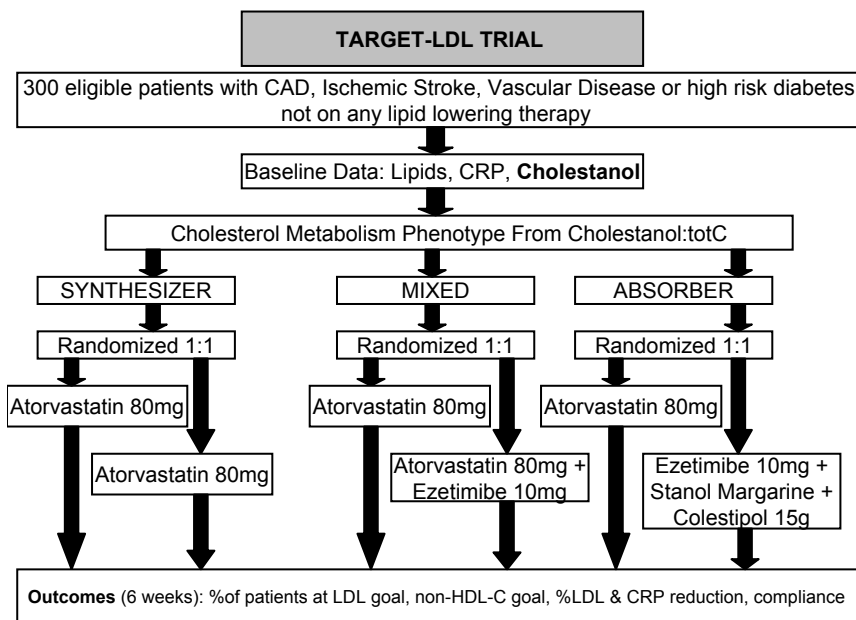 TARGET-LDL TRIAL
300 eligible patients with CAD, Ischemic Stroke, Vascular Disease or high risk diabetes
not on any lipid lowering therapy
Baseline Data: Lipids, CRP, Cholestanol
Cholesterol Metabolism Phenotype From Cholestanol:totC
SYNTHESIZER
MIXED
ABSORBER
Randomized 1:1
Randomized 1:1
Randomized 1:1
Atorvastatin 80mg
Atorvastatin 80mg
Atorvastatin 80mg
Atorvastatin 80mg
Atorvastatin 80mg +
Ezetimibe 10mg
Ezetimibe 10mg +
Stanol Margarine +
Colestipol 15g
Outcomes (6 weeks): %of patients at LDL goal, non-HDL-C goal, %LDL & CRP reduction, compliance